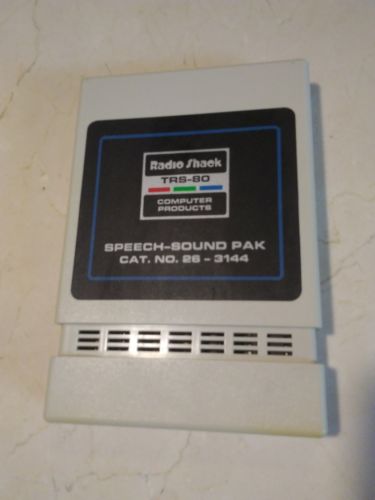 Radio Shack
TRS-80
COMPUTER
PRODUCTS
SPEECH-SOUND PAK
CAT. NO. 26-3144